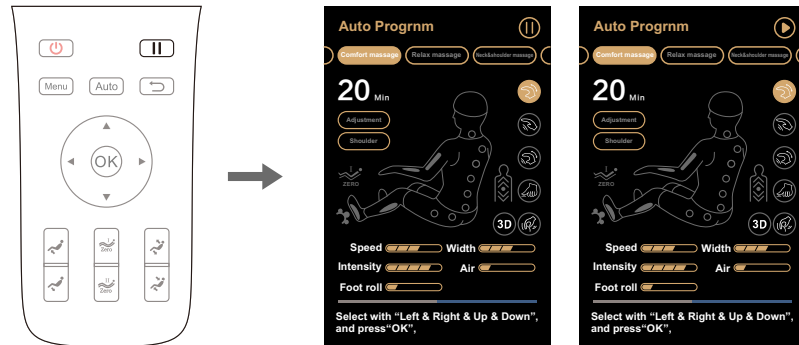 Menu
Auto
OK
Zero
Zero
Auto Progrnm
Comfort massage
Relax massage
Neck&shoulder massage
20 Min
Adjustment
Shoulder
ZERO
3D
Speed
Width
Intensity
Air
Foot roll
Select with “Left & Right & Up & Down”,
and press“OK”,
Auto Progrnm
Comfort massage
Relax massage
Neck&shoulder massage
20 Min
Adjustment
Shoulder
ZERO
3D
Speed
Width
Intensity
Air
Foot roll
Select with “Left & Right & Up & Down”,
and press“OK”,